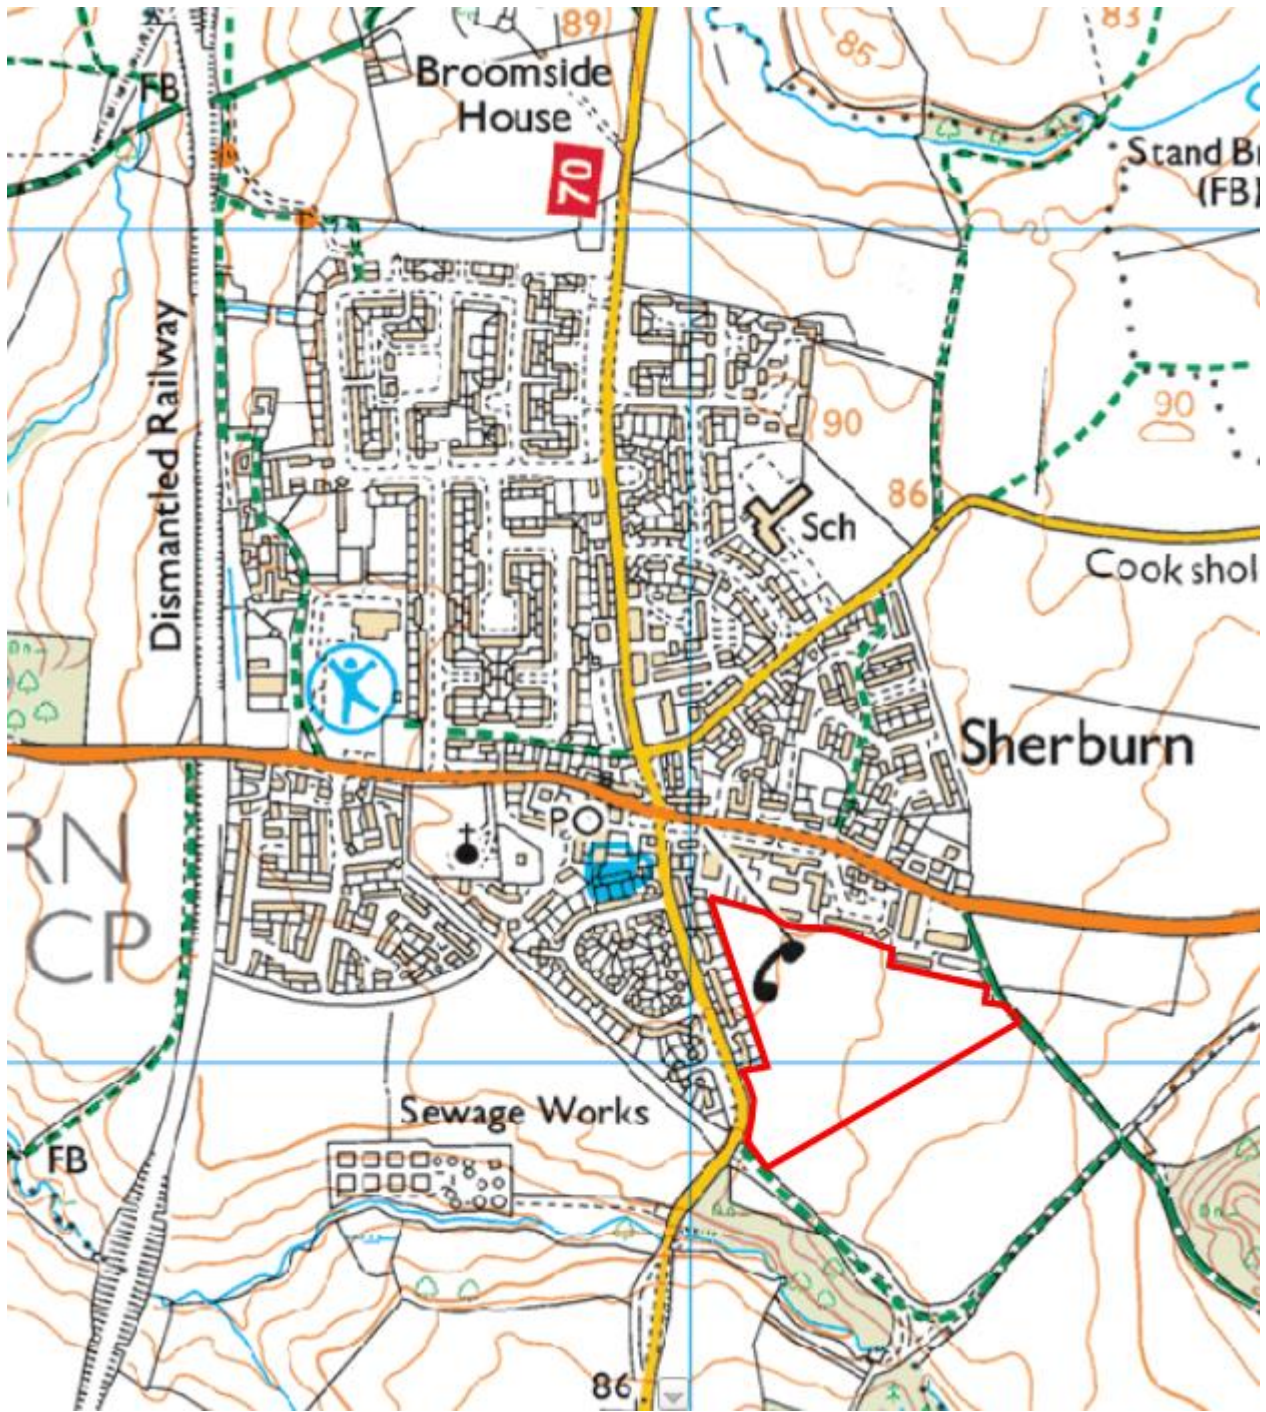 89
83
85
FB
Broomside
House
70
Stand B
(FB)
Dismantled Railway
90
90
86
Sch
Cookshol
Sherburn
PO
RN
CP
Sewage Works
FB
86